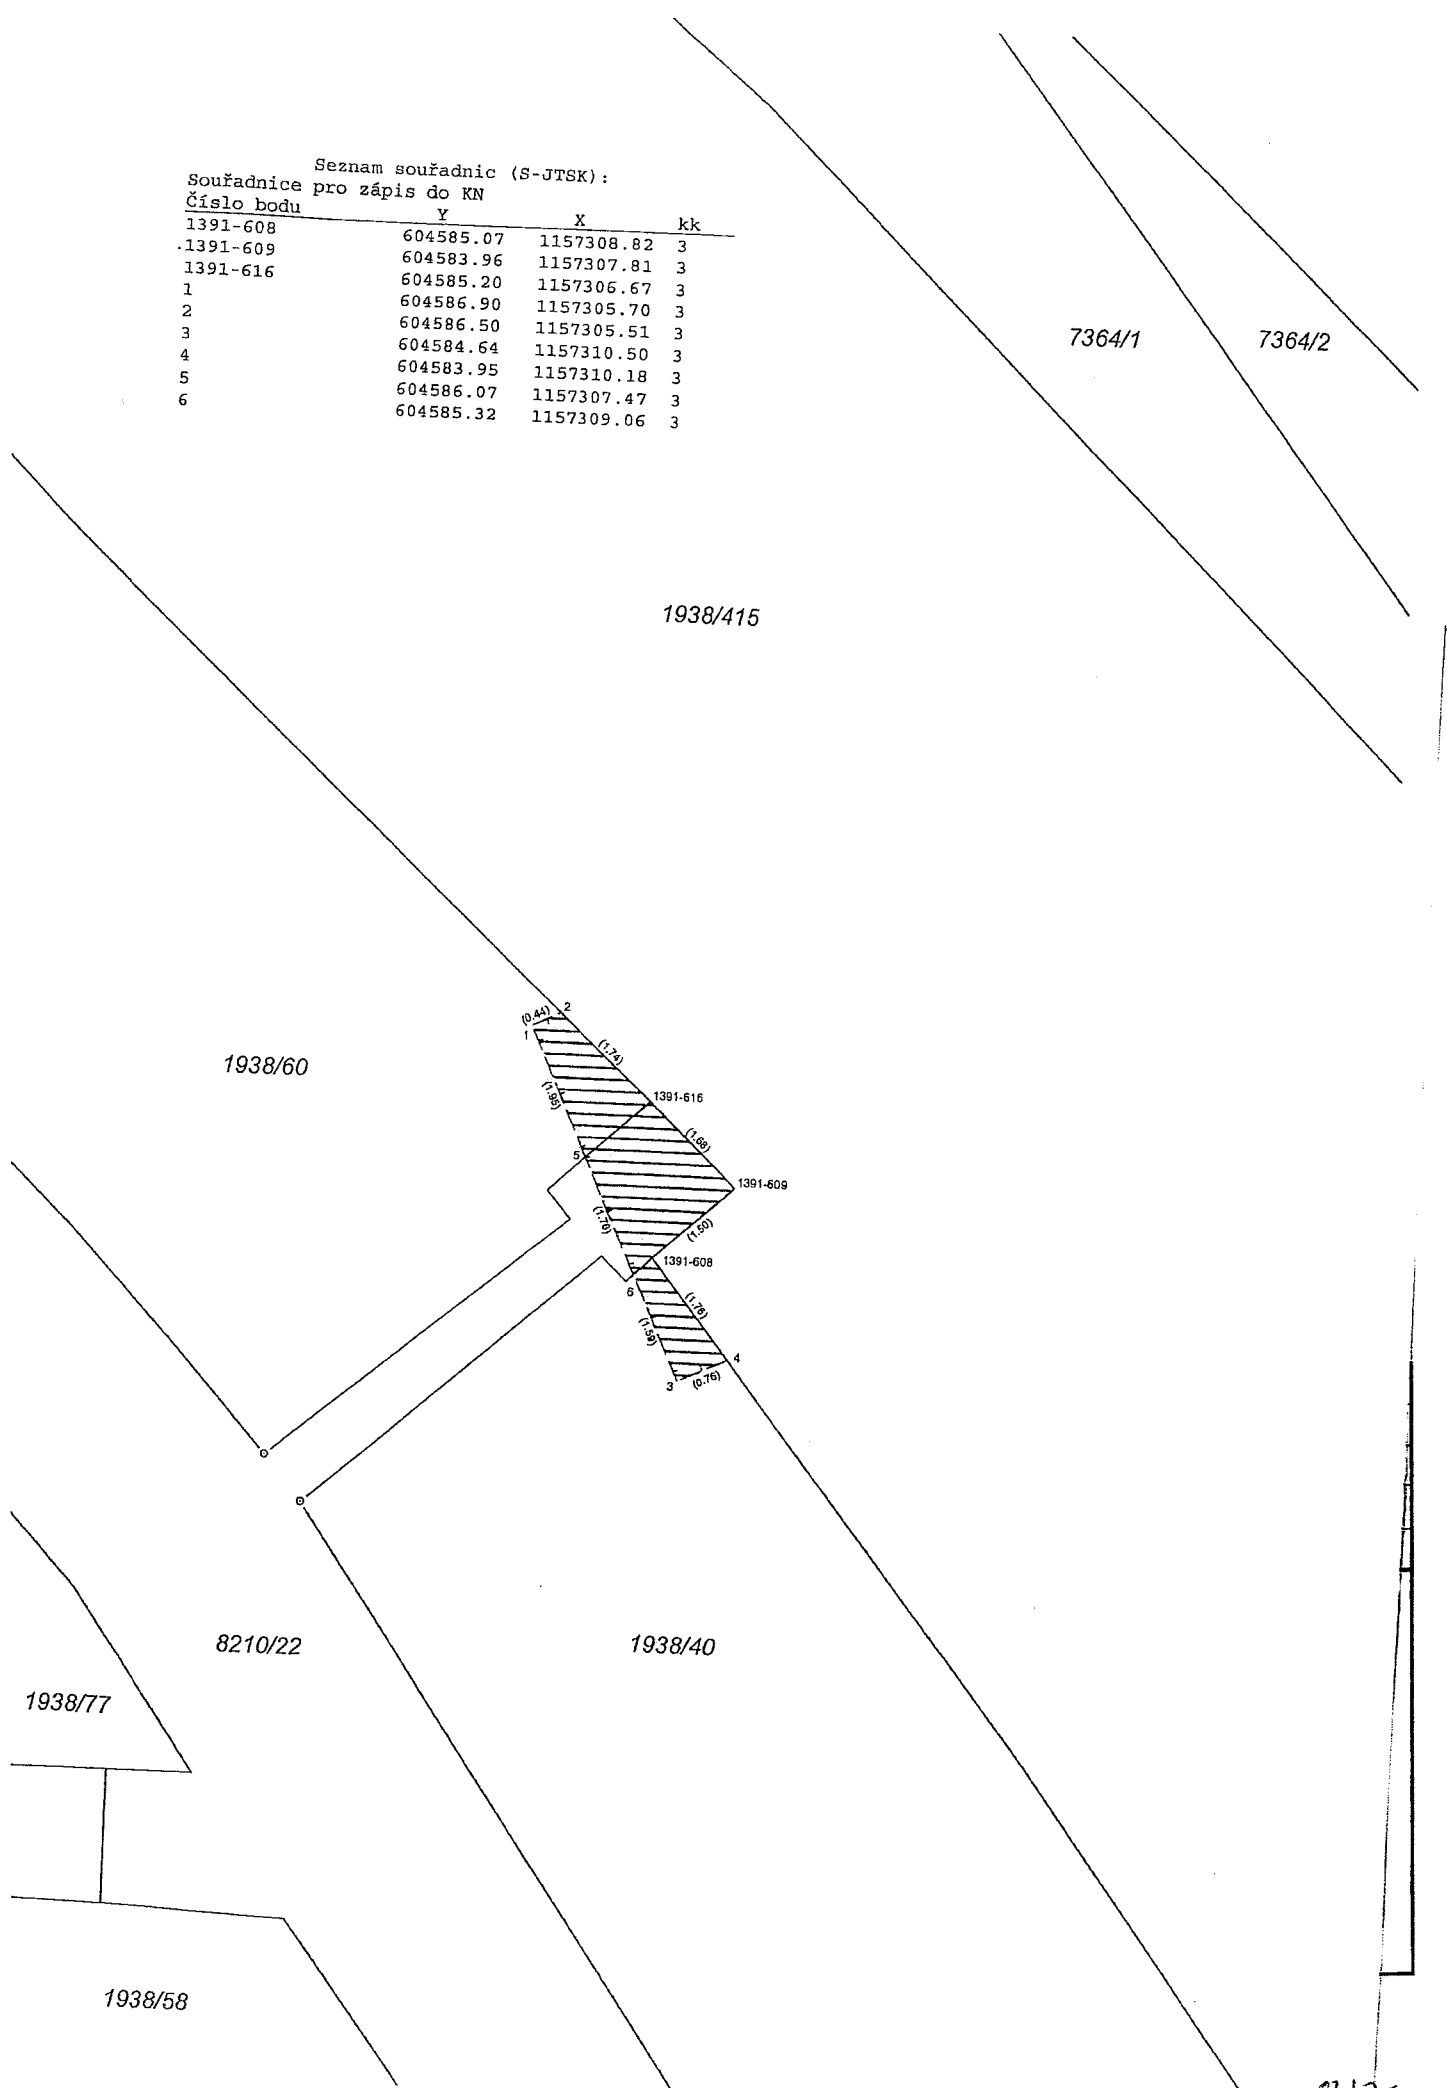 Seznam souřadnic (S-JTSK):
Souřadnice pro zápis do KN
Číslo bodu Y X kk
1391-608 604585.07 1157308.82 3
.1391-609 604583.96 1157307.81 3
1391-616 604585.20 1157306.67 3
1 604586.90 1157305.70 3
2 604586.50 1157305.51 3
3 604584.64 1157310.50 3
4 604583.95 1157310.18 3
5 604586.07 1157307.47 3
6 604585.32 1157309.06 3
7364/1
7364/2
1938/415
2
(0.44)
1
(1.74)
1938/60
(1.95)
1391-616
(1.68)
5
1391-609
(1.76)
(1.50)
1391-608
6
(1.76)
(1.59)
4
3
(0.76)
8210/22
1938/40
1938/77
1938/58